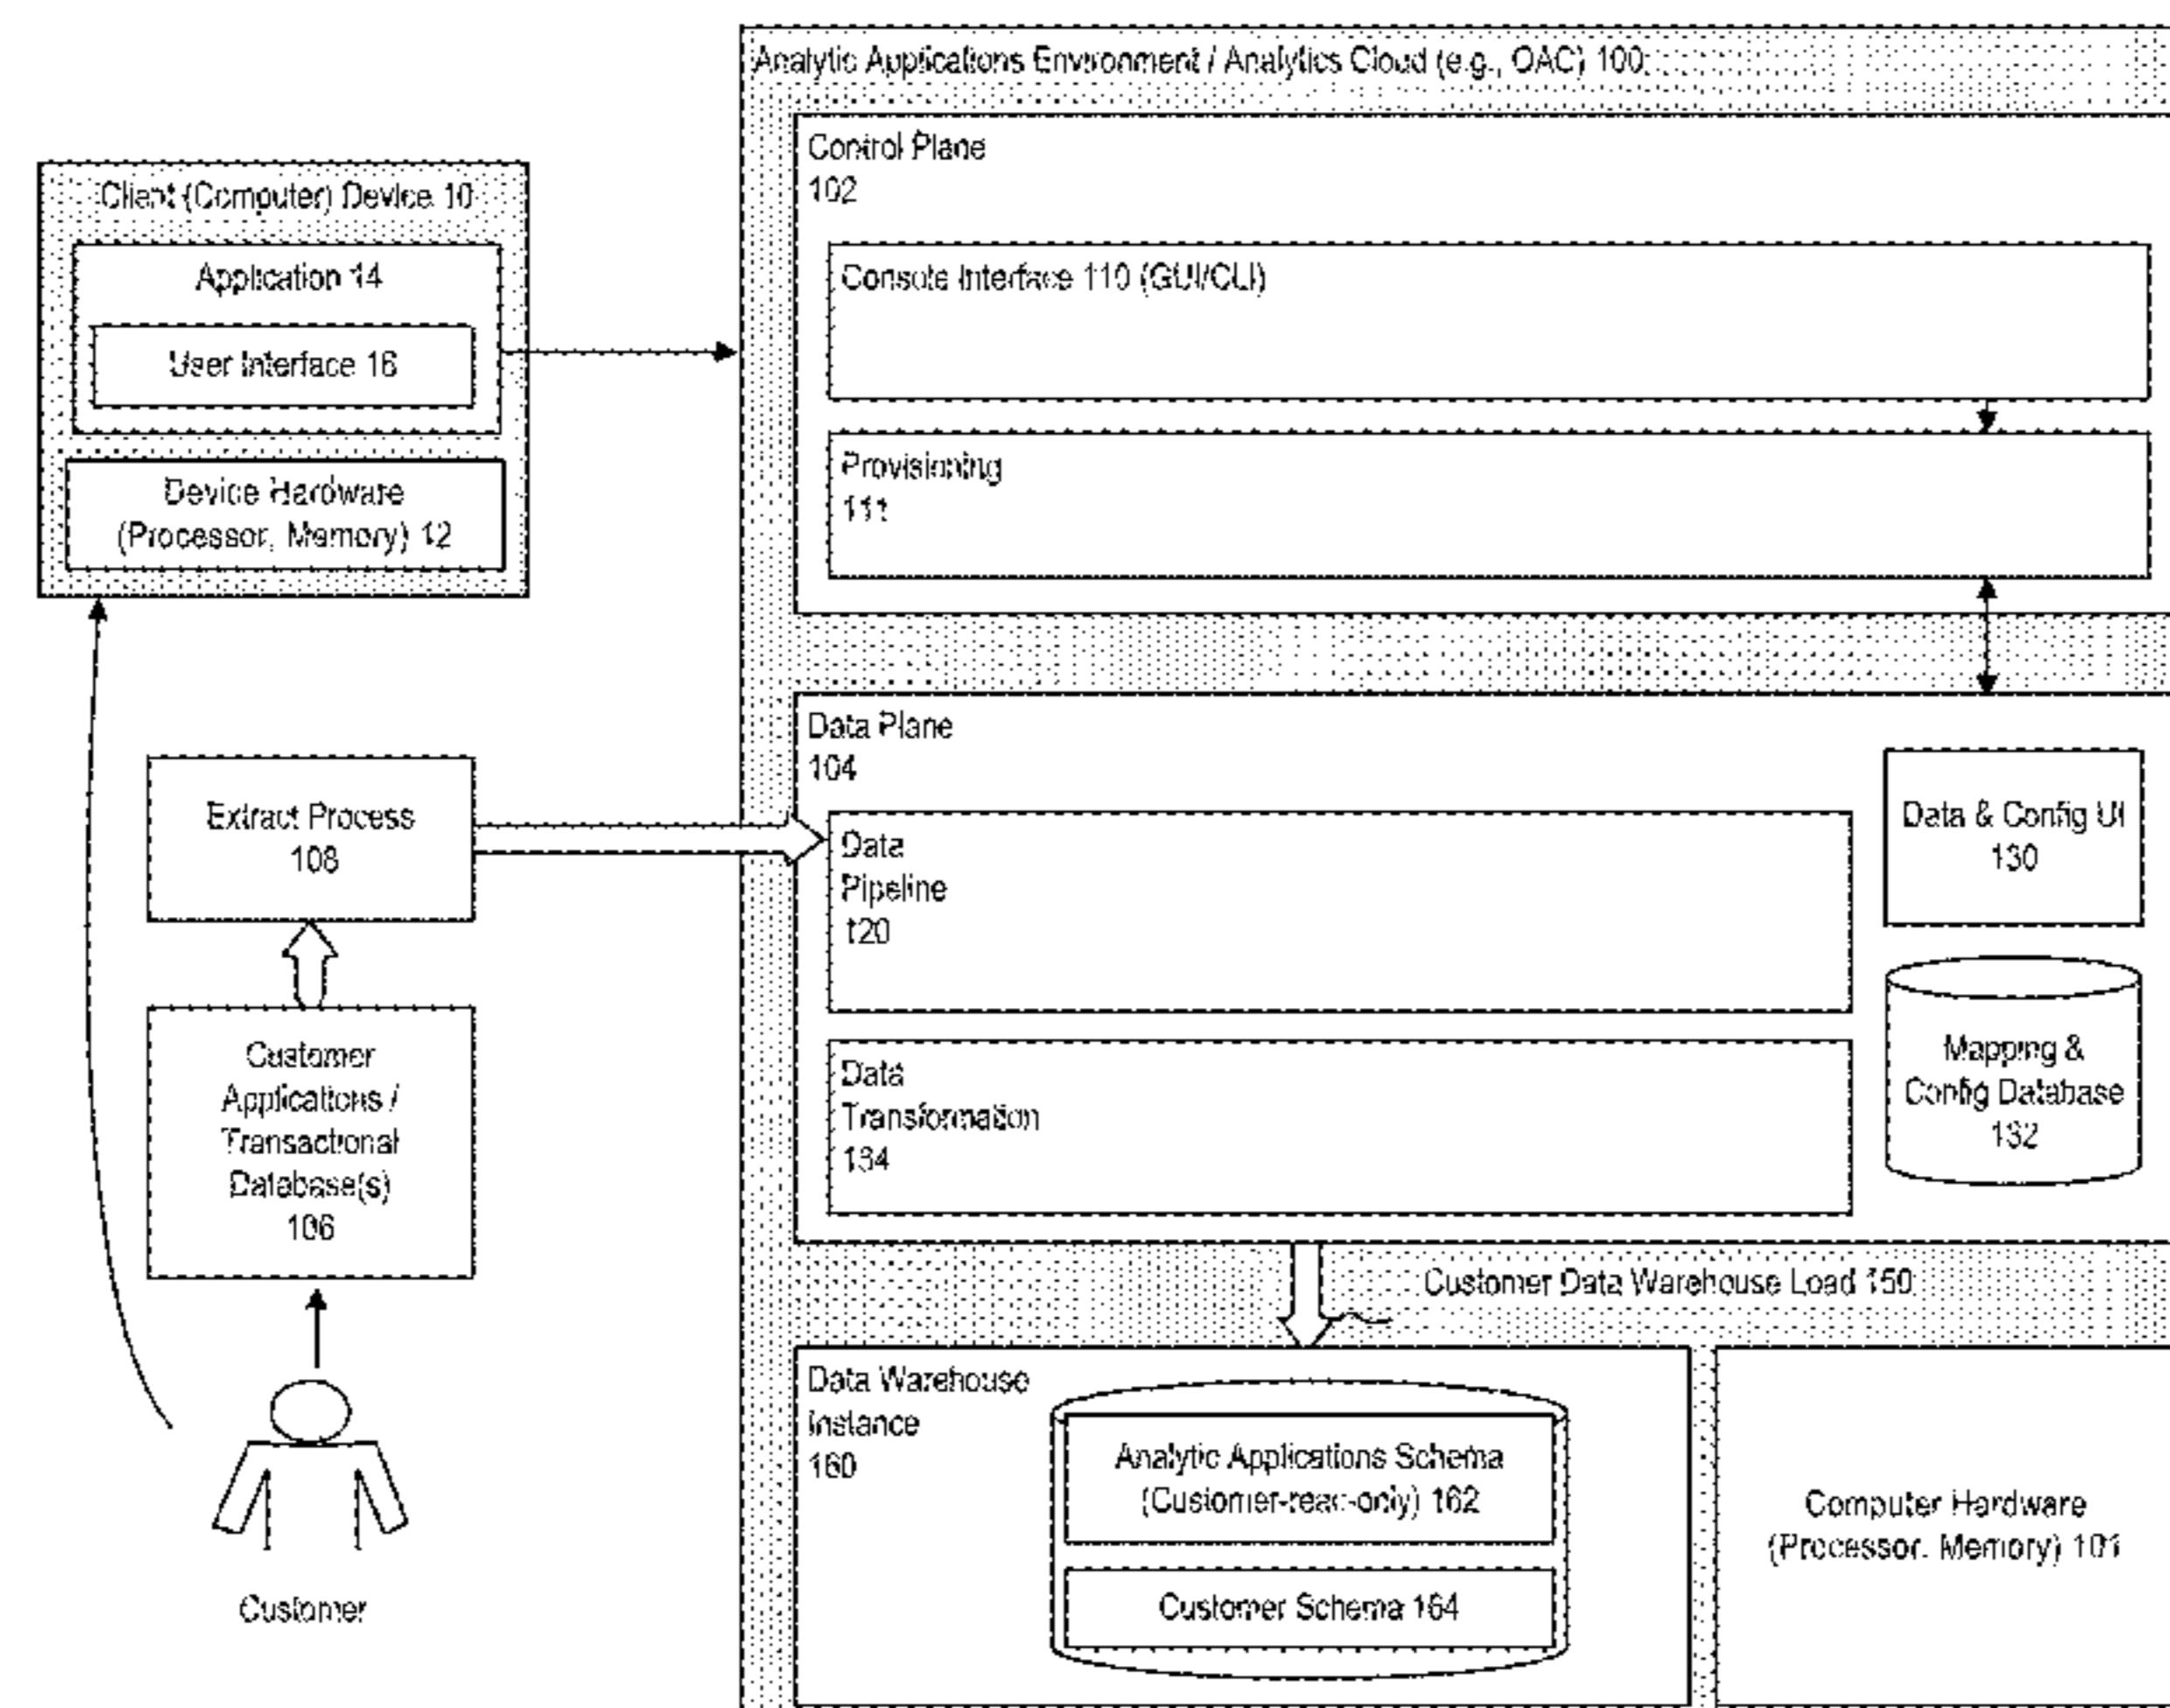 Analytic Applications Environment / Analytics Cloud (e.g., OAC) 100
Control Plane
102
Client (Computer) Device 10
Application 14
User Interface 16
Device Hardware
(Processor, Memory) 12
Console Interface 110 (GUI/CLI)
Provisioning
111
Data Plane
104
Extract Process
108
Data
Pipeline
120
Data & Config UI
130
Customer
Applications /
Transactional
Database(s)
106
Data
Transformation
134
Mapping &
Config Database
132
Customer Data Warehouse Load 150
Data Warehouse
Instance
160
Analytic Applications Schema
(Customer-read-only) 162
Customer Schema 164
Computer Hardware
(Processor, Memory) 101
Customer